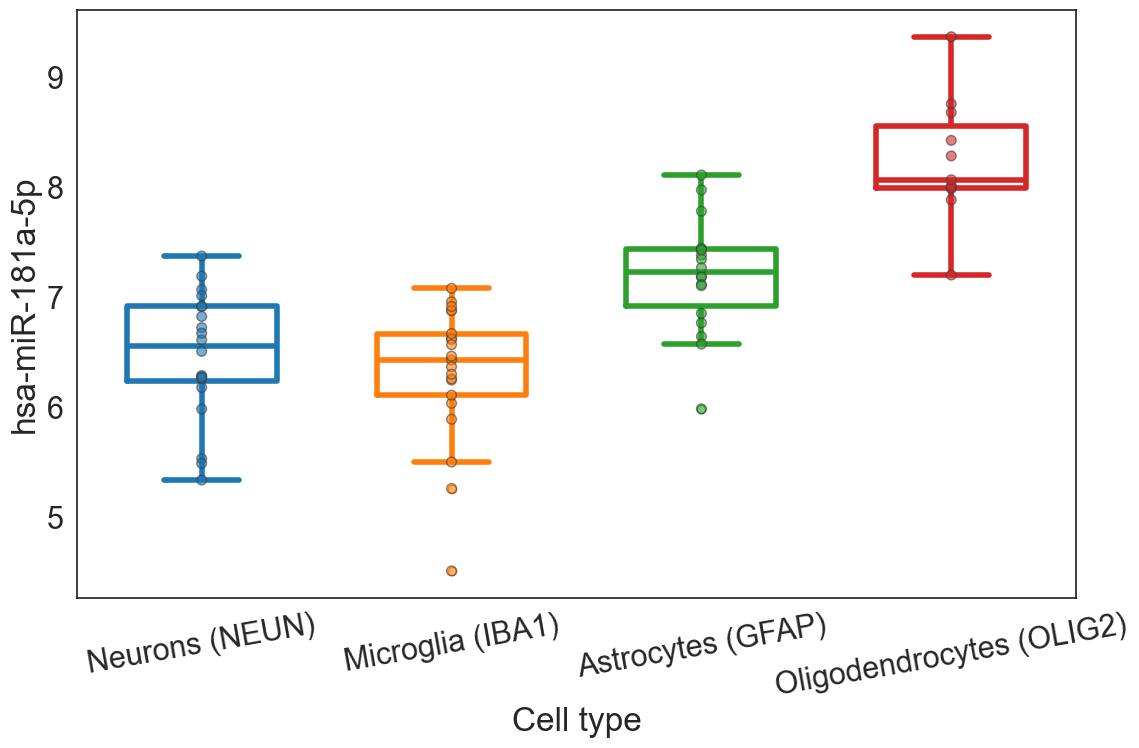 hsa-miR-181a-5p
9
8
7
6
5
Neurons (NEUN)
Microglia (IBA1)
Astrocytes (GFAP)
Oligodendrocytes (OLIG2)
Cell type